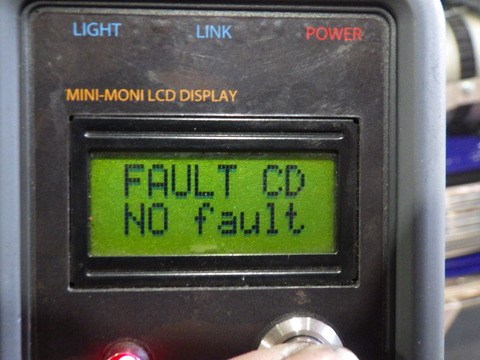 LIGHT LINK POWER
MINI-MONI LCD DISPLAY
FAULT CD
NO fault